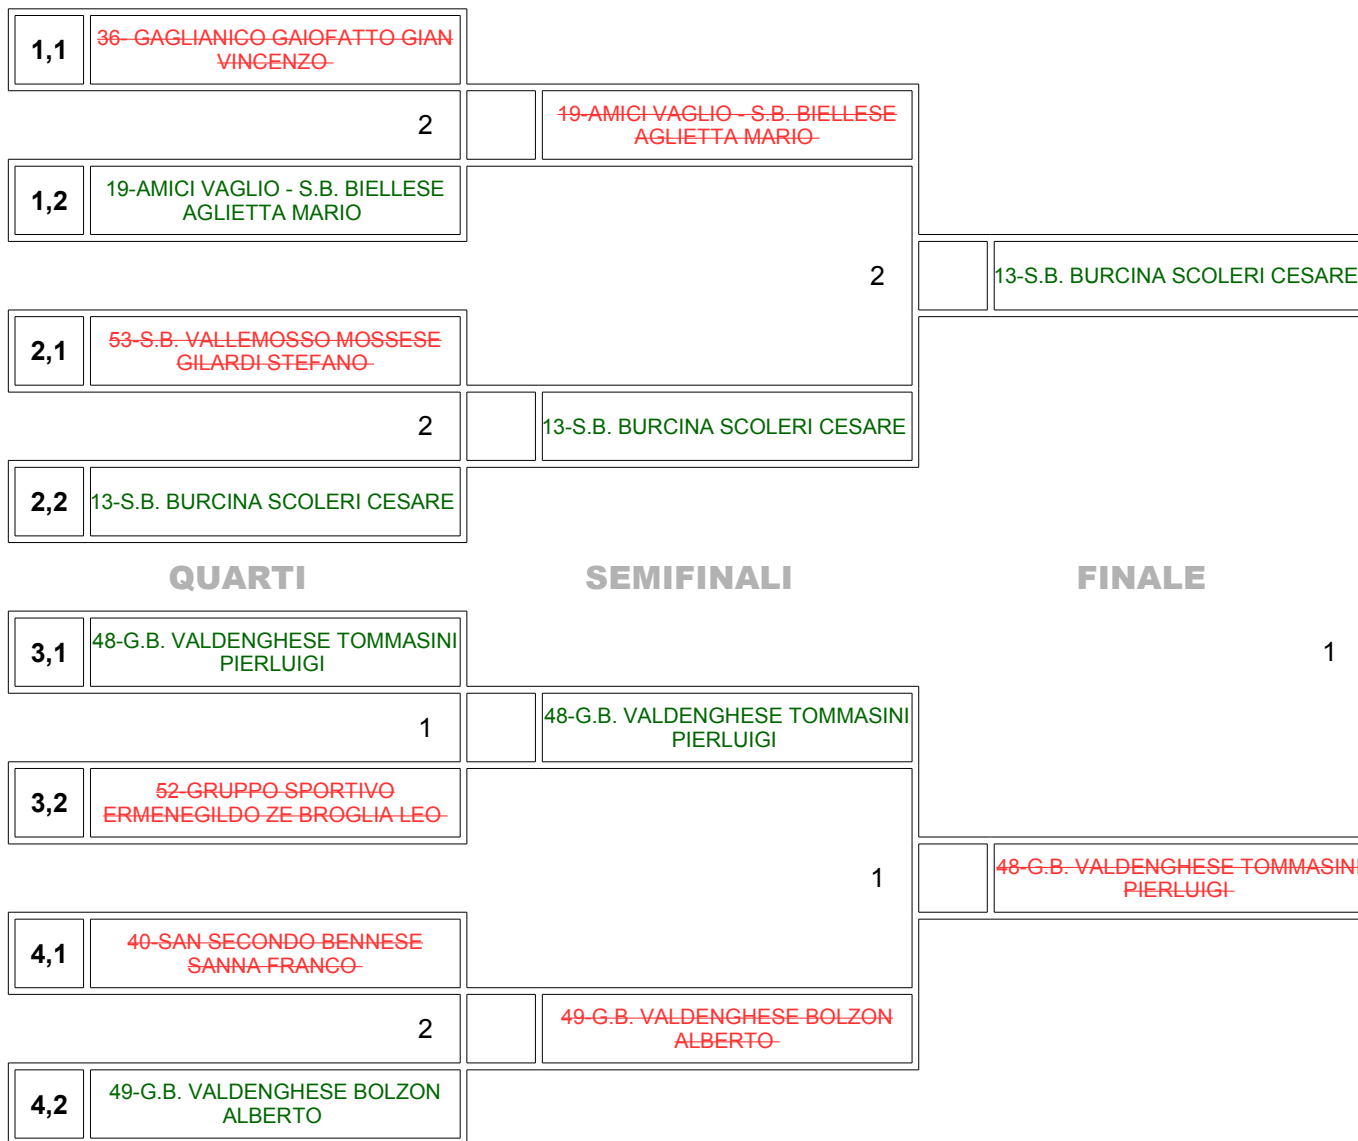 1,1
36- GAGLIANICO GAIOFATTO GIAN
VINCENZO
2
19-AMICI VAGLIO - S.B. BIELLESE
AGLIETTA MARIO
1,2
19-AMICI VAGLIO - S.B. BIELLESE
AGLIETTA MARIO
2
13-S.B. BURCINA SCOLERI CESARE
2,1
53-S.B. VALLEMOSSO MOSSESE
GILARDI STEFANO
2
13-S.B. BURCINA SCOLERI CESARE
2,2
13-S.B. BURCINA SCOLERI CESARE
QUARTI
SEMIFINALI
FINALE
3,1
48-G.B. VALDENGHESE TOMMASINI
PIERLUIGI
1
1
48-G.B. VALDENGHESE TOMMASINI
PIERLUIGI
3,2
52-GRUPPO SPORTIVO
ERMENEGILDO ZE BROGLIA LEO
1
48-G.B. VALDENGHESE TOMMASINI
PIERLUIGI
4,1
40-SAN SECONDO BENNESE
SANNA FRANCO
2
49-G.B. VALDENGHESE BOLZON
ALBERTO
4,2
49-G.B. VALDENGHESE BOLZON
ALBERTO